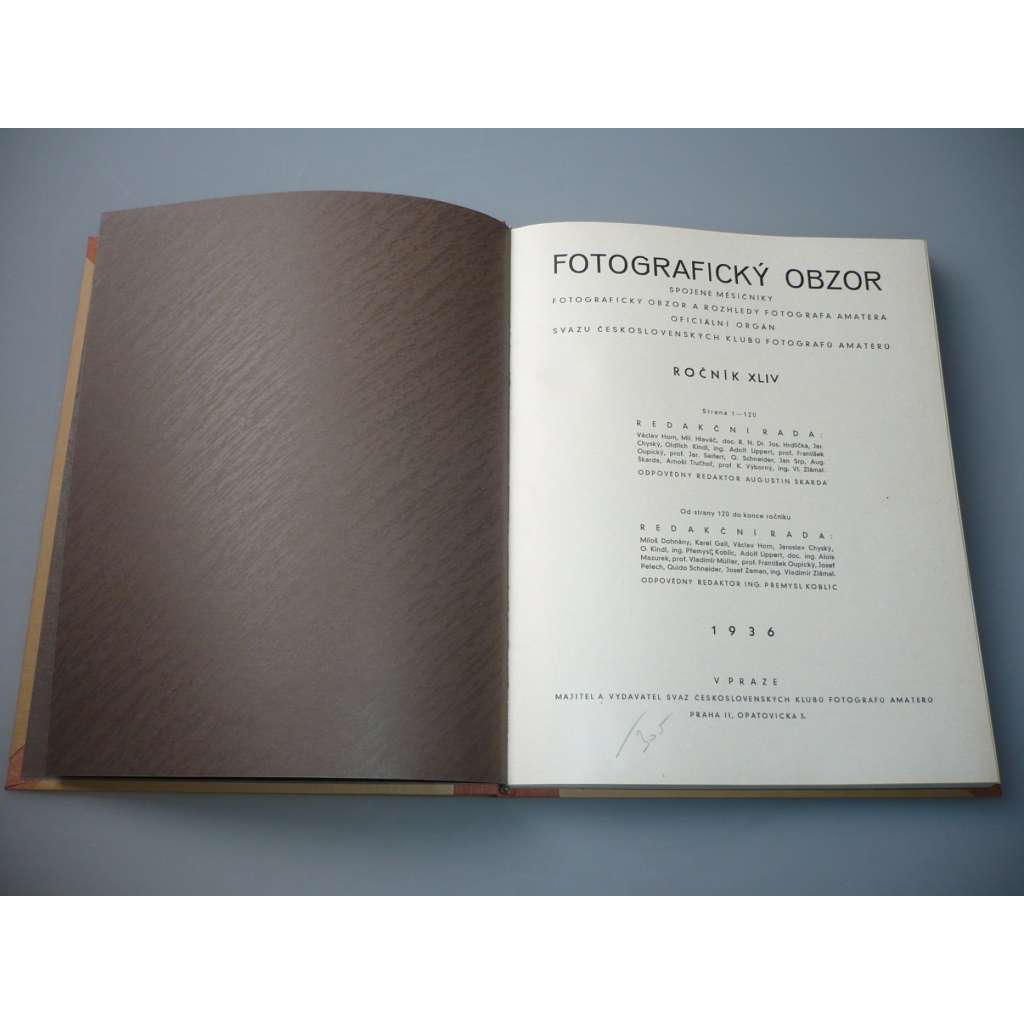 FOTOGRAFICKÝ OBZOR
SPOJENÉ MĚSÍČNÍKY
FOTOGRAFICKÝ OBZOR A ROZHLEDY FOTOGRAFA AMATÉRA
OFICIÁLNÍ ORGÁN
SVAZU ČESKOSLOVENSKÝCH KLUBŮ FOTOGRAFŮ AMATÉRŮ
ROČNÍK XLIV
Strana 1—120
REDAKČNÍ RADA:
Václav Horn, Mil. Hlaváč, doc. R. N. Dr. Jos. Hrdlička, Jar.
Chyský, Oldřich Kindl, ing. Adolf Lippert, prof. František
Oupický, prof. Jar. Seifert, G. Schneider, Jan Srp, Aug.
Škarda, Arnošt Truhol, prof. K. Výborný, ing. Vl. Zlámal.
ODPOVĚDNÝ REDAKTOR AUGUSTIN ŠKARDA
Od strany 120 do konce ročníku
REDAKČNÍ RADA:
Miloš Dohnány, Karel Gall, Václav Horn, Jaroslav Chyský,
O. Kindl, ing. Přemysl Koblic, Adolf Lippert, doc. ing. Alois
Mazurek, prof. Vladimír Müller, prof. František Oupický, Josef
Pelech, Quido Schneider, Josef Zeman, ing. Vladimír Zlámal.
ODPOVĚDNÝ REDAKTOR ING. PŘEMYSL KOBLIC
1936
V PRAZE
MAJITEL A VYDAVATEL SVAZ ČESKOSLOVENSKÝCH KLUBŮ FOTOGRAFŮ AMATÉRŮ
PRAHA II, OPATOVICKÁ 5.
/305